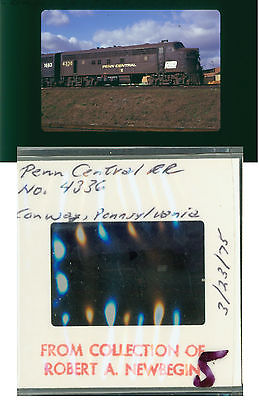 4336
PENN CENTRAL
Penn Central RR
No. 4336
Conway, Pennsylvania
3/23/75
FROM COLLECTION OF
ROBERT A. NEWBEGIN
5